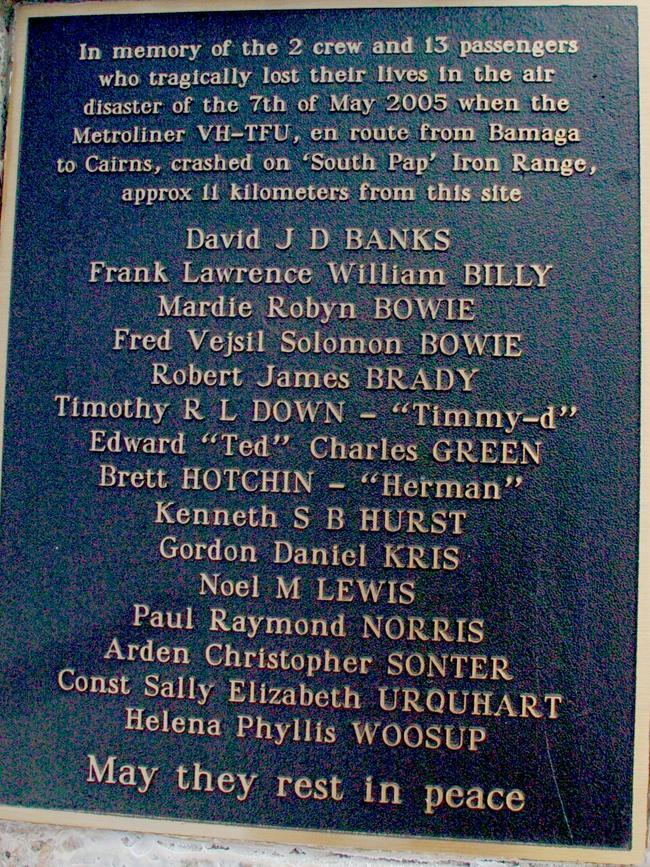 In memory of the 2 crew and 13 passengers
who tragically lost their lives in the air
disaster of the 7th of May 2005 when the
Metroliner VH-TFU, en route from Bamaga
to Cairns, crashed on 'South Pap' Iron Range,
approx 11 kilometers from this site
David J D BANKS
Frank Lawrence William BILLY
Mardie Robyn BOWIE
Fred Vejsil Solomon BOWIE
Robert James BRADY
Timothy R L DOWN - "Timmy-d"
Edward "Ted" Charles GREEN
Brett HOTCHIN - "Herman"
Kenneth S B HURST
Gordon Daniel KRIS
Noel M LEWIS
Paul Raymond NORRIS
Arden Christopher SONTER
Const Sally Elizabeth URQUHART
Helena Phyllis WOOSUP
May they rest in peace